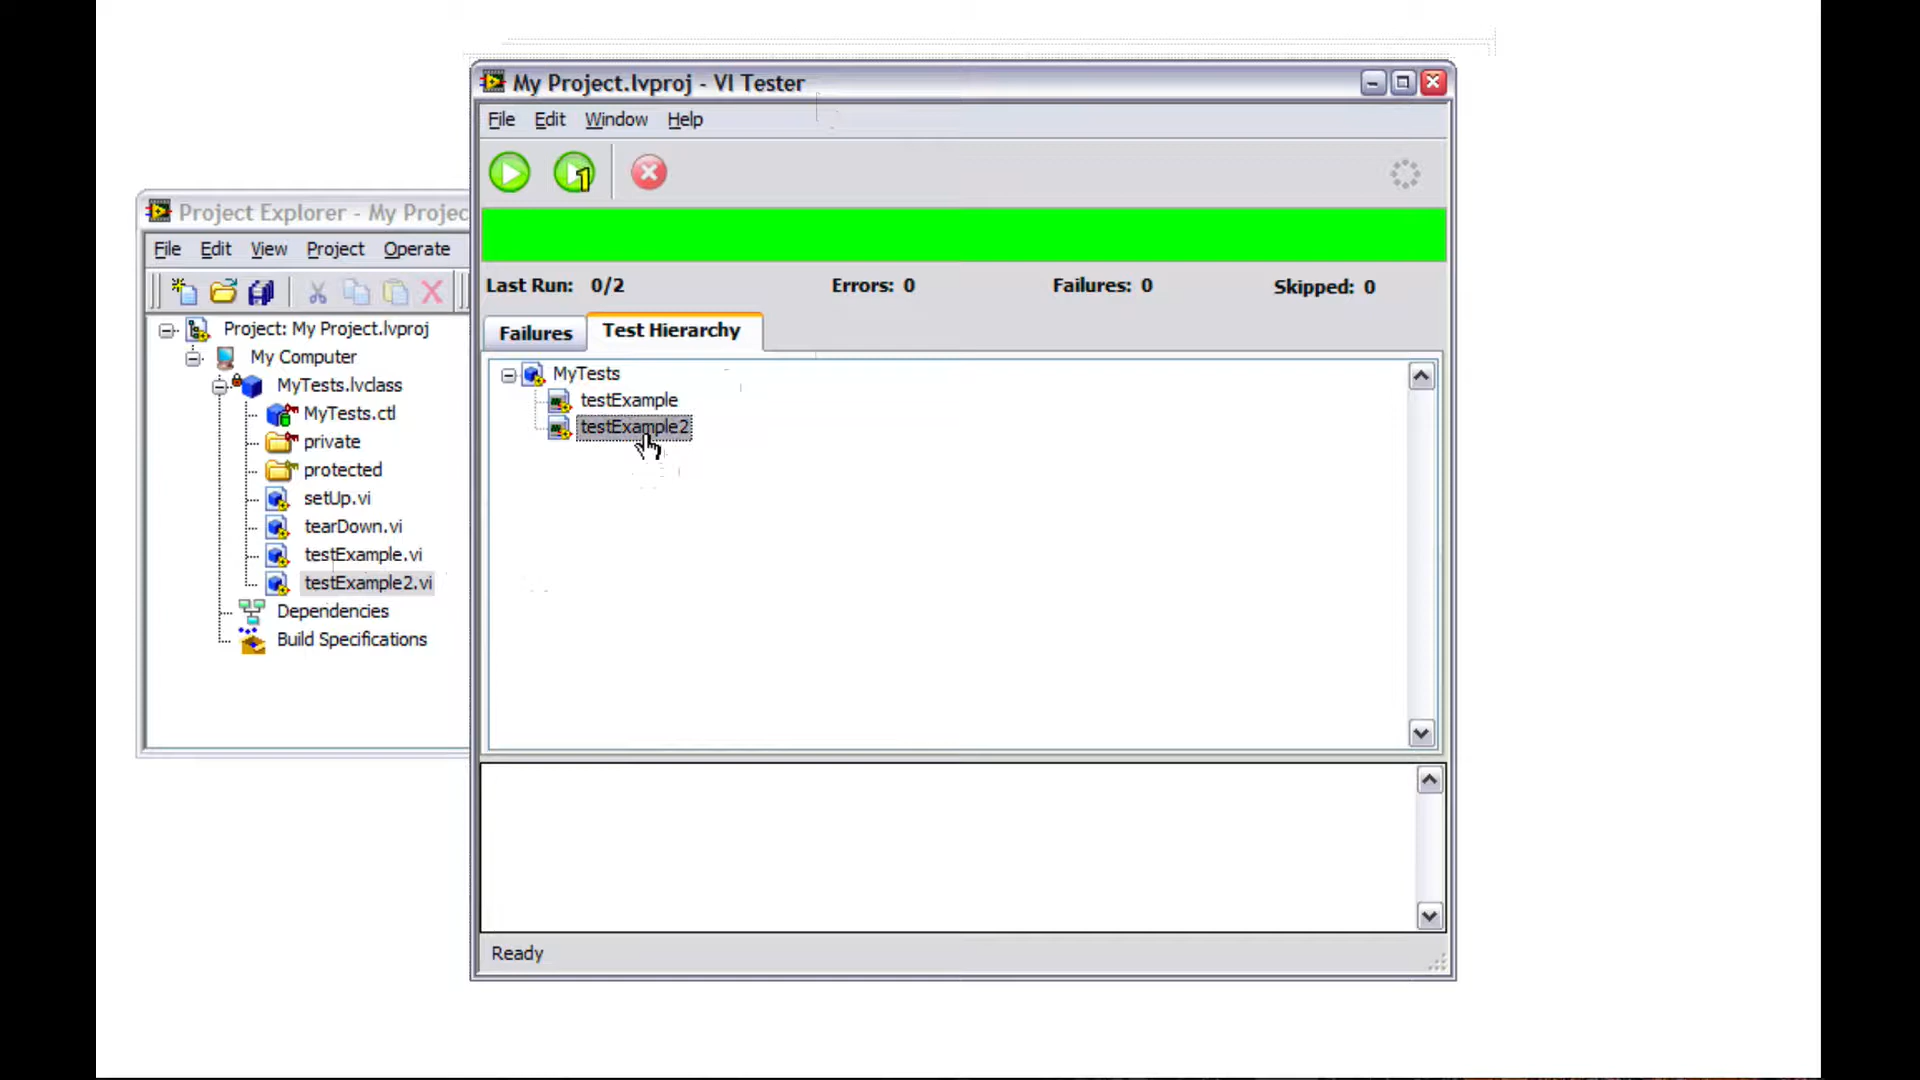 My Project.lvproj - VI Tester
File Edit Window Help
1
Last Run: 0/2 Errors: 0 Failures: 0 Skipped: 0
Failures Test Hierarchy
MyTests
testExample
testExample2
Ready
Project Explorer - My Projec
File Edit View Project Operate
Project: My Project.lvproj
My Computer
MyTests.lvclass
MyTests.ctl
private
protected
setUp.vi
tearDown.vi
testExample.vi
testExample2.vi
Dependencies
Build Specifications